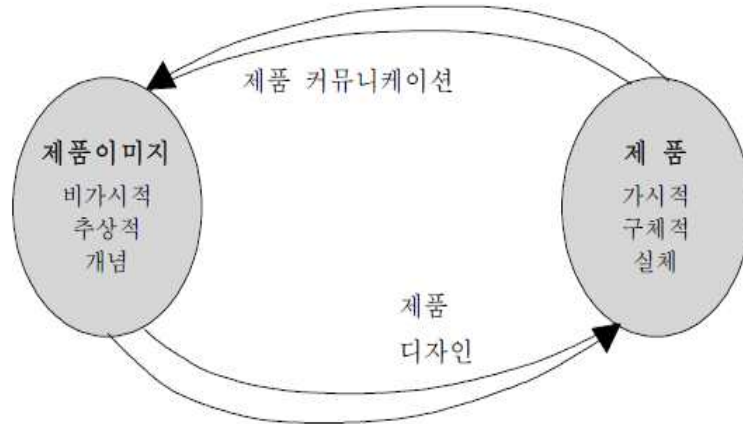 제품 커뮤니케이션
제품이미지
비가시적
추상적
개념
제 품
가시적
구체적
실체
제품
디자인